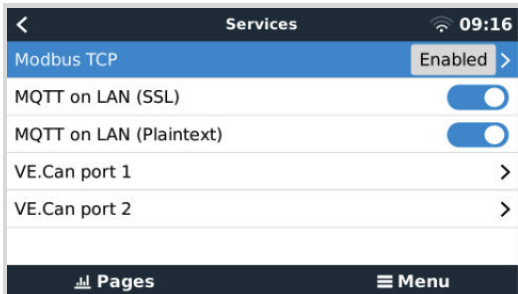 Services 09:16
Modbus TCP Enabled
MQTT on LAN (SSL)
MQTT on LAN (Plaintext)
VE.Can port 1
VE.Can port 2
Pages Menu